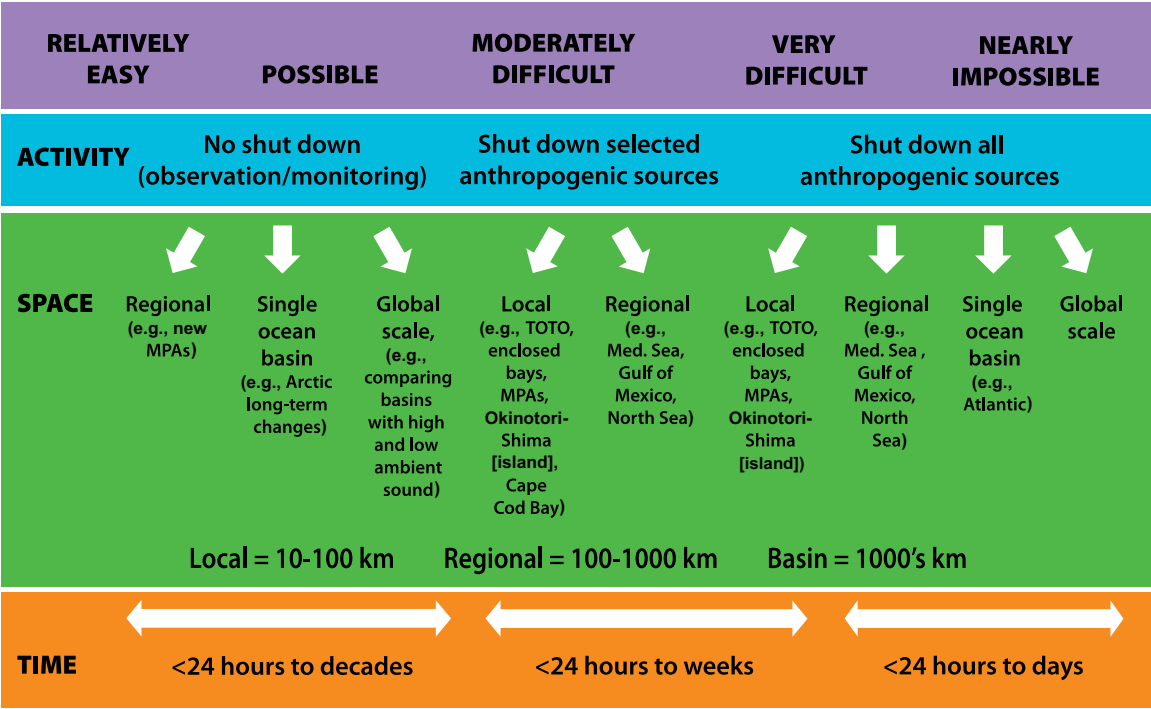 RELATIVELY
EASY
POSSIBLE
MODERATELY
DIFFICULT
VERY
DIFFICULT
NEARLY
IMPOSSIBLE
ACTIVITY
No shut down
(observation/monitoring)
Shut down selected
anthropogenic sources
Shut down all
anthropogenic sources
SPACE
Regional
(e.g., new
MPAs)
Single
ocean
basin
(e.g., Arctic
long-term
changes)
Global
scale,
(e.g.,
comparing
basins
with high
and low
ambient
sound)
Local
(e.g., TOTO,
enclosed
bays,
MPAs,
Okinotori-
Shima
[island],
Cape
Cod Bay)
Regional
(e.g.,
Med. Sea,
Gulf of
Mexico,
North Sea)
Local
(e.g., TOTO,
enclosed
bays,
MPAs,
Okinotori-
Shima
[island])
Regional
(e.g.,
Med. Sea ,
Gulf of
Mexico,
North
Sea)
Single
ocean
basin
(e.g.,
Atlantic)
Global
scale
Local = 10-100 km
Regional = 100-1000 km
Basin = 1000's km
TIME
<24 hours to decades
<24 hours to weeks
<24 hours to days